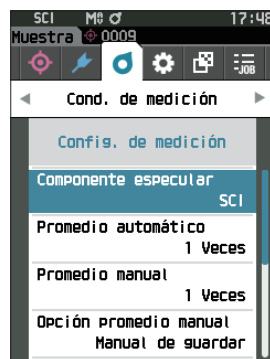 SCI M0 17:48
Muestra 0009
-JOB
Cond. de medición
Config. de medición
Componente especular
SCI
Promedio automático
1 Veces
Promedio manual
1 Veces
Opción promedio manual
Manual de guardar